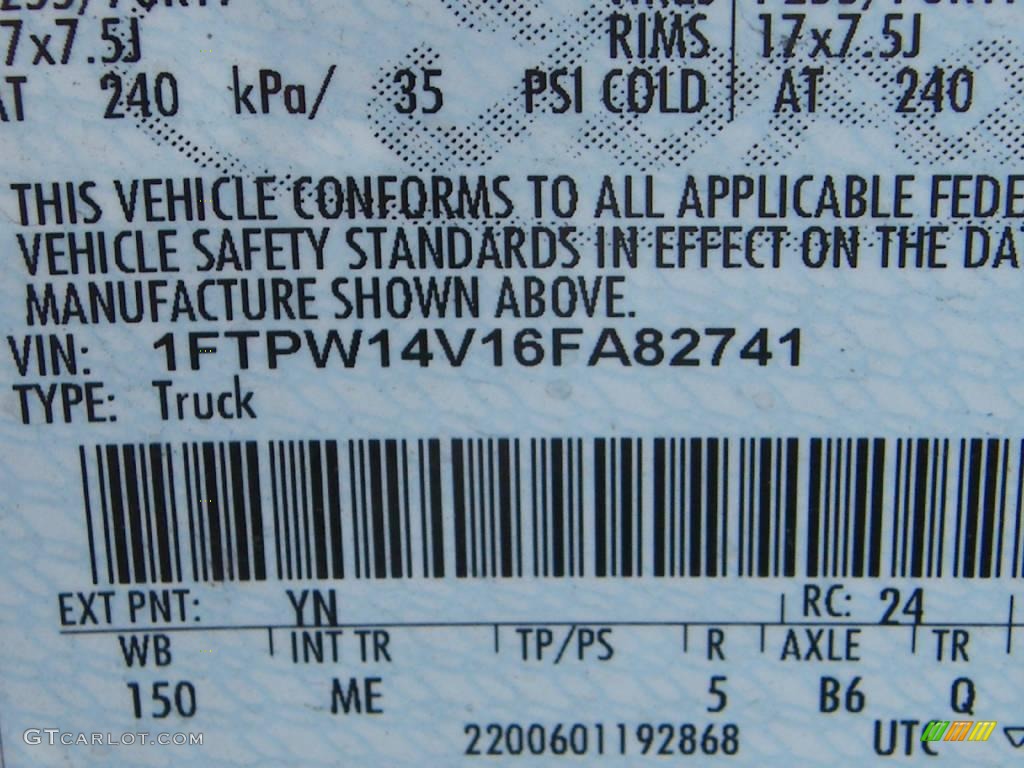 7x7.5J RIMS 17x7.5J
AT 240 kPa/ 35 PSI COLD AT 240
THIS VEHICLE CONFORMS TO ALL APPLICABLE FEDE
VEHICLE SAFETY STANDARDS IN EFFECT ON THE DA
MANUFACTURE SHOWN ABOVE.
VIN: 1FTPW14V16FA82741
TYPE: Truck
EXT PNT: YN RC: 24
WB INT TR TP/PS R AXLE TR
150 ME 5 B6 Q
2200601192868 UTC
GTCARLOT.COM